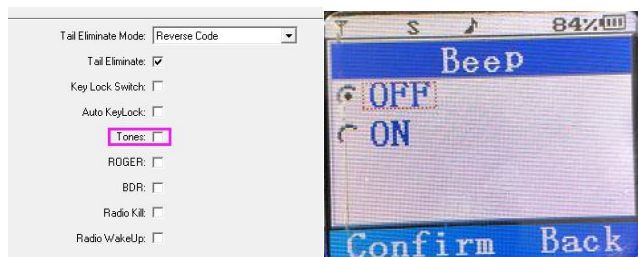 Tail Eliminate Mode: Reverse Code
Tail Eliminate:
Key Lock Switch:
Auto KeyLock:
Tones:
ROGER:
BDR:
Radio Kill:
Radio WakeUp:
S 84%
Beep
OFF
ON
Confirm Back